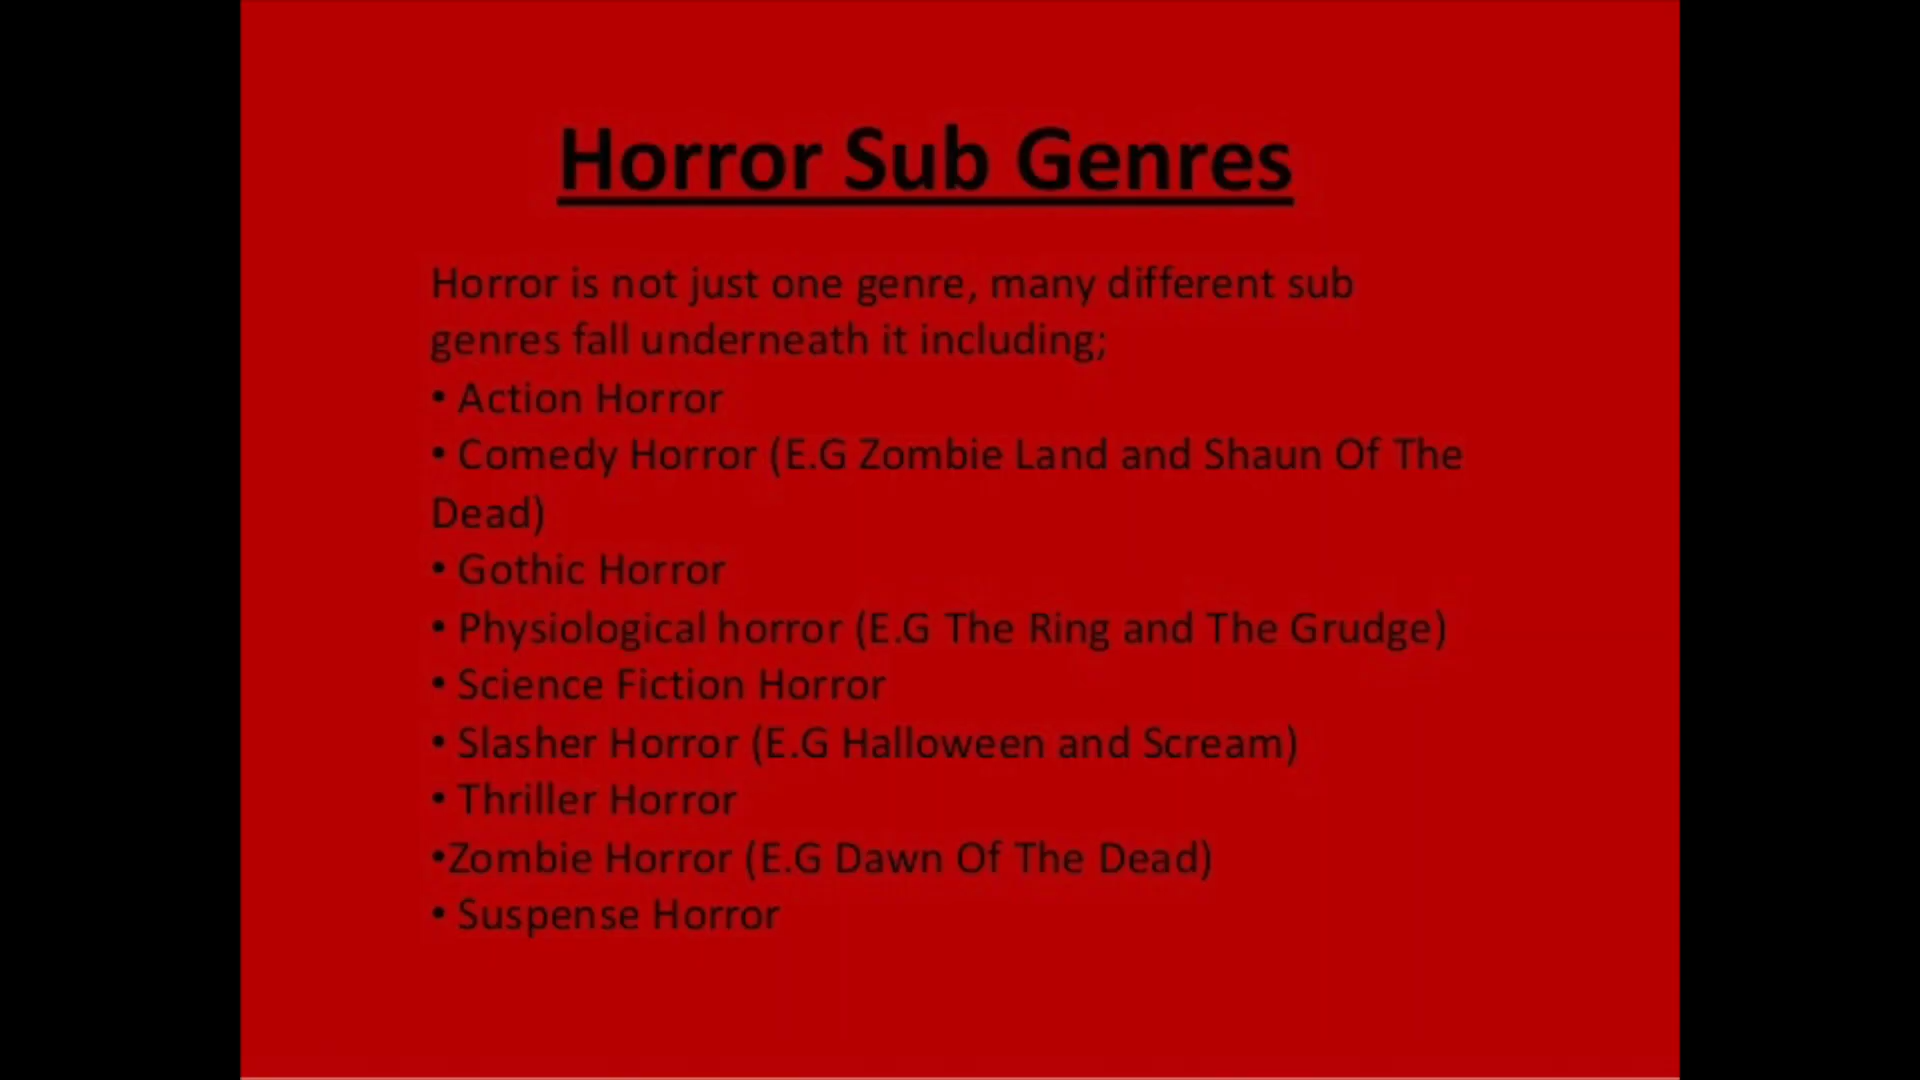 Horror Sub Genres
Horror is not just one genre, many different sub
genres fall underneath it including;
• Action Horror
• Comedy Horror (E.G Zombie Land and Shaun Of The
Dead)
• Gothic Horror
• Physiological horror (E.G The Ring and The Grudge)
• Science Fiction Horror
• Slasher Horror (E.G Halloween and Scream)
• Thriller Horror
•Zombie Horror (E.G Dawn Of The Dead)
• Suspense Horror